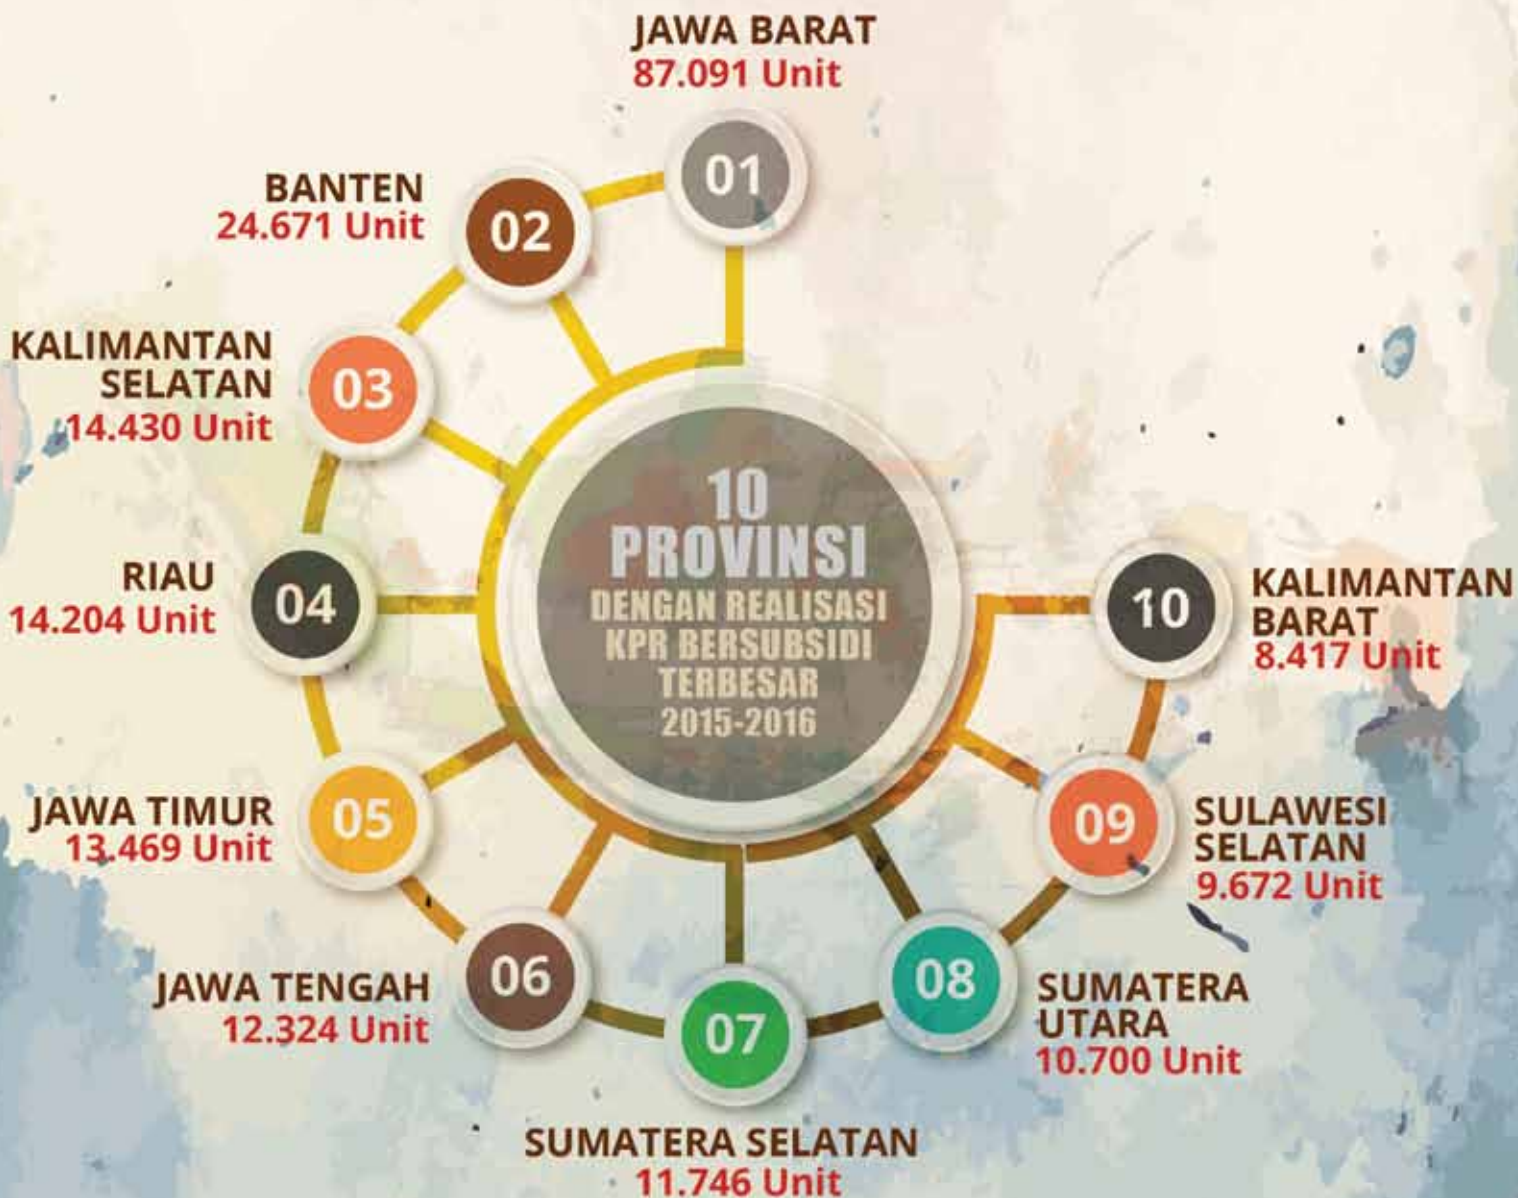 10
PROVINSI
DENGAN REALISASI
KPR BERSUBSIDI
TERBESAR
2015-2016
01
JAWA BARAT
87.091 Unit
02
BANTEN
24.671 Unit
03
KALIMANTAN
SELATAN
14.430 Unit
04
RIAU
14.204 Unit
05
JAWA TIMUR
13.469 Unit
06
JAWA TENGAH
12.324 Unit
07
SUMATERA SELATAN
11.746 Unit
08
SUMATERA
UTARA
10.700 Unit
09
SULAWESI
SELATAN
9.672 Unit
10
KALIMANTAN
BARAT
8.417 Unit